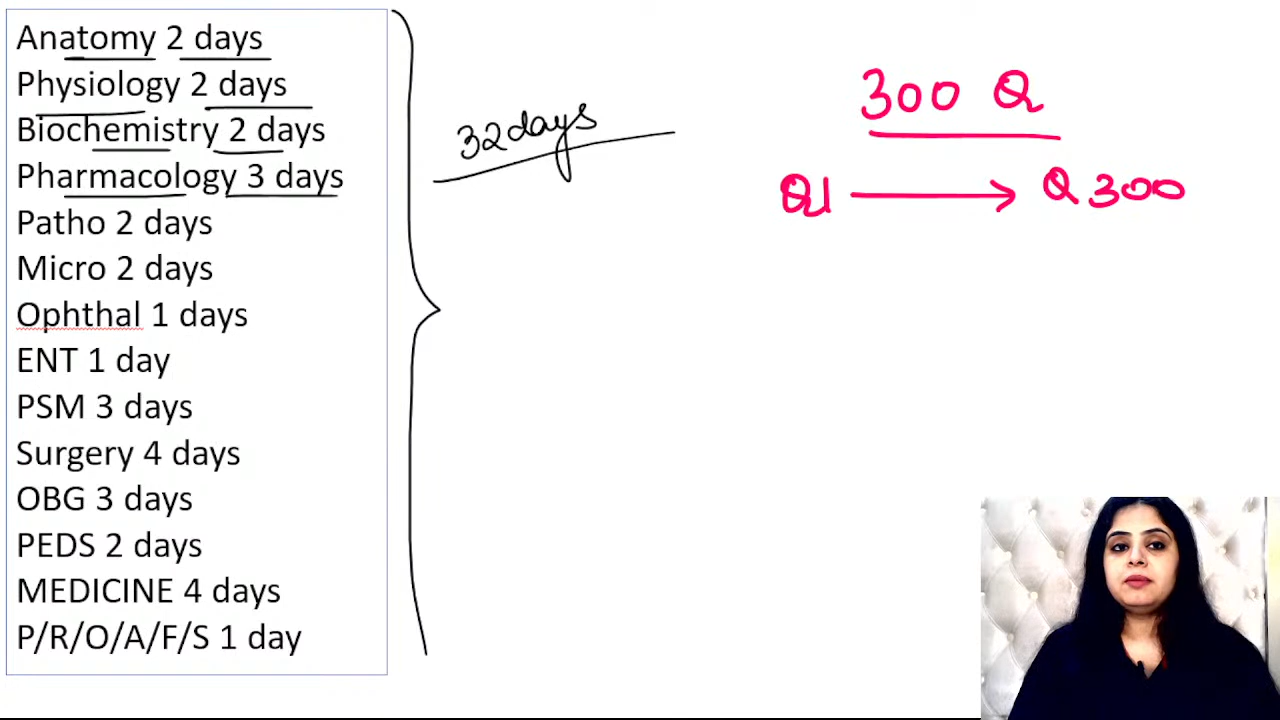 Anatomy 2 days
Physiology 2 days
Biochemistry 2 days
Pharmacology 3 days
Patho 2 days
Micro 2 days
Ophthal 1 days
ENT 1 day
PSM 3 days
Surgery 4 days
OBG 3 days
PEDS 2 days
MEDICINE 4 days
P/R/O/A/F/S 1 day
32 days
300 Q
Q1 → Q300